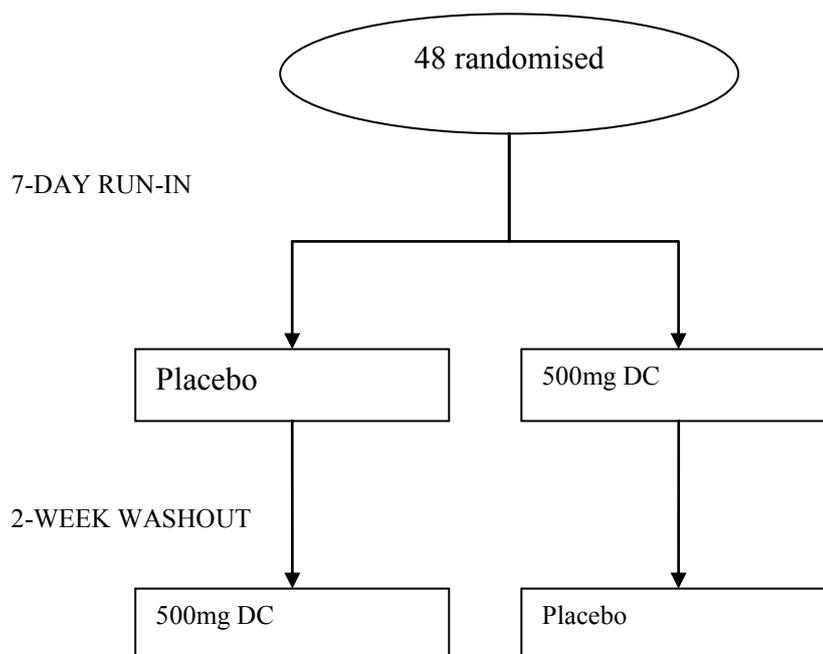 48 randomised
7-DAY RUN-IN
Placebo
500mg DC
2-WEEK WASHOUT
500mg DC
Placebo